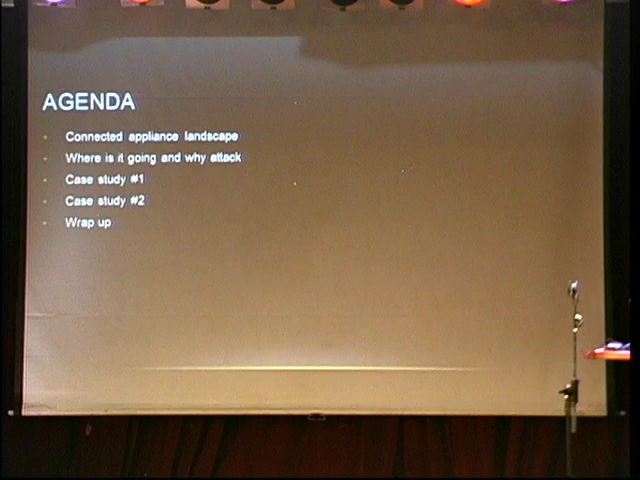 AGENDA
Connected appliance landscape
Where is it going and why attack
Case study #1
Case study #2
Wrap up